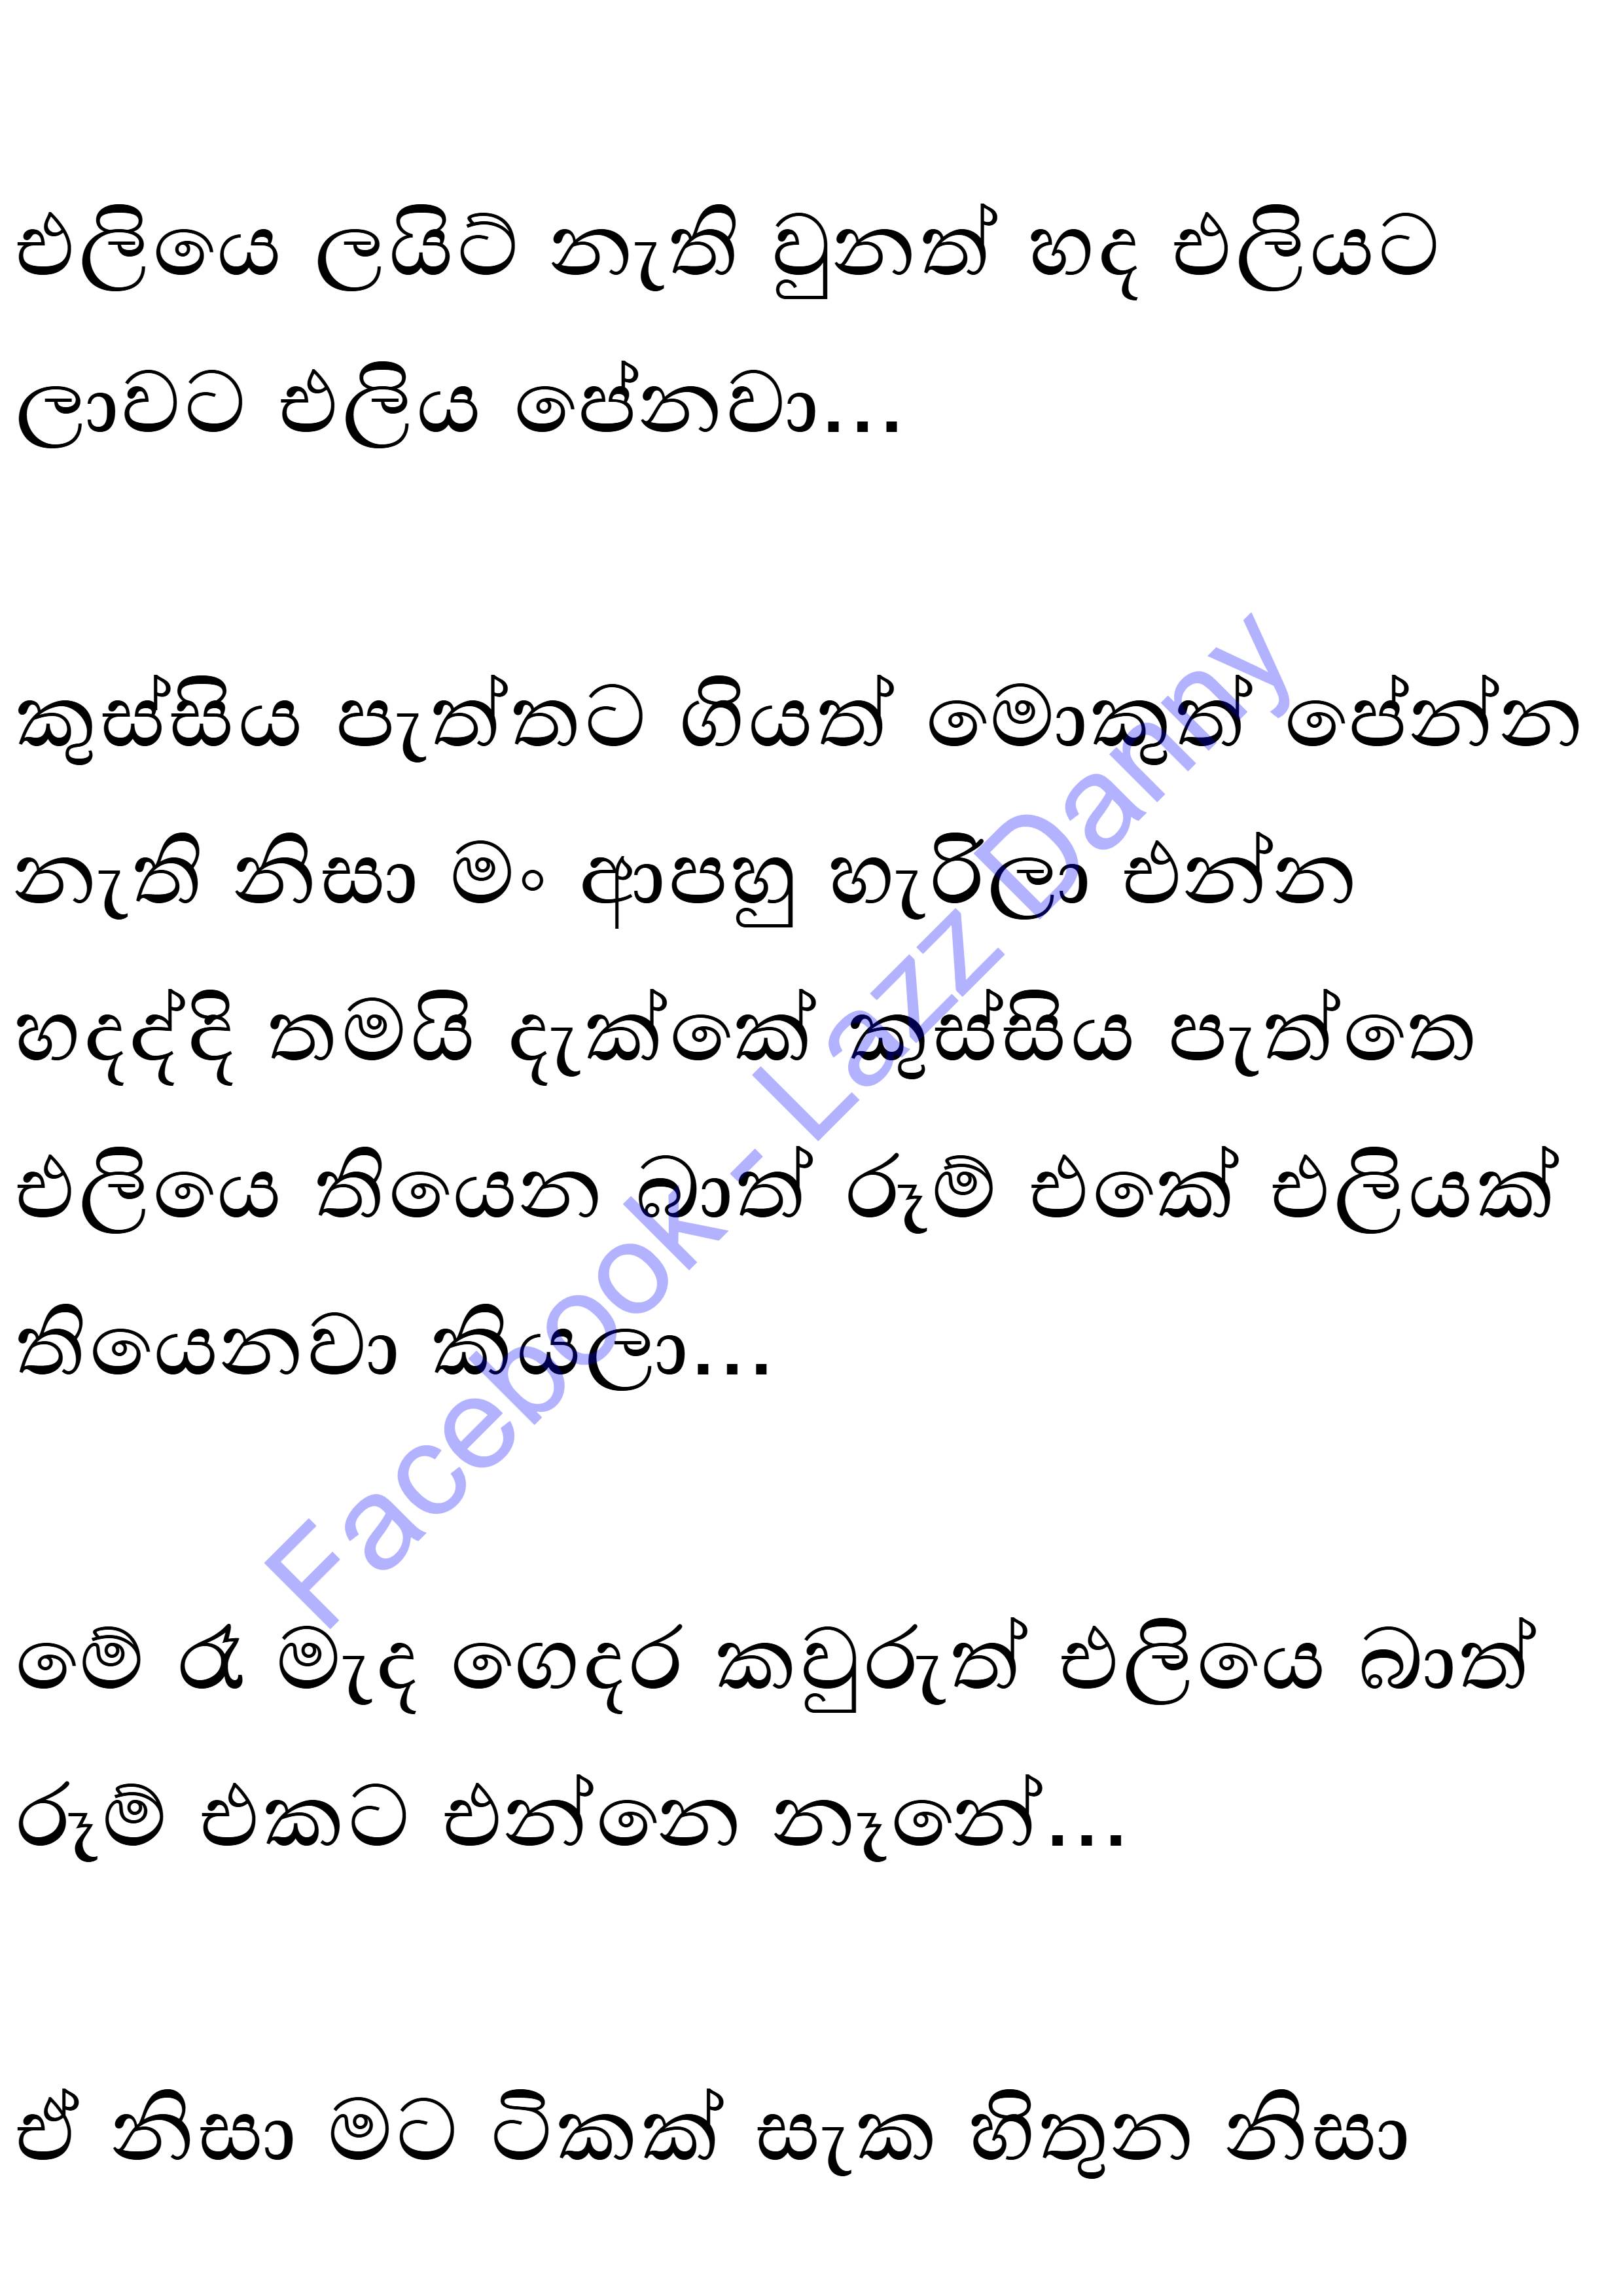 එලියෙ ලයිට් නැති වුනත් හද එලියට
ලාවට එලිය පේනවා...
කුස්සිය පැත්තට ගියත් මොකුත් පේන්න
නැති නිසා මං ආපහු හැරිලා එන්න
හදද්දි තමයි දැක්කේ කුස්සිය පැත්තෙ
එලියෙ තියෙන බාත් රූම් එකේ එලියක්
තියෙනවා කියලා...
මේ රෑ මැද ගෙදර කවුරුත් එලියෙ බාත්
රූම් එකට එන්නෙ නෑනේ...
ඒ නිසා මට ටිකක් සැක හිතුන නිසා
Facebook - Lazz Danny